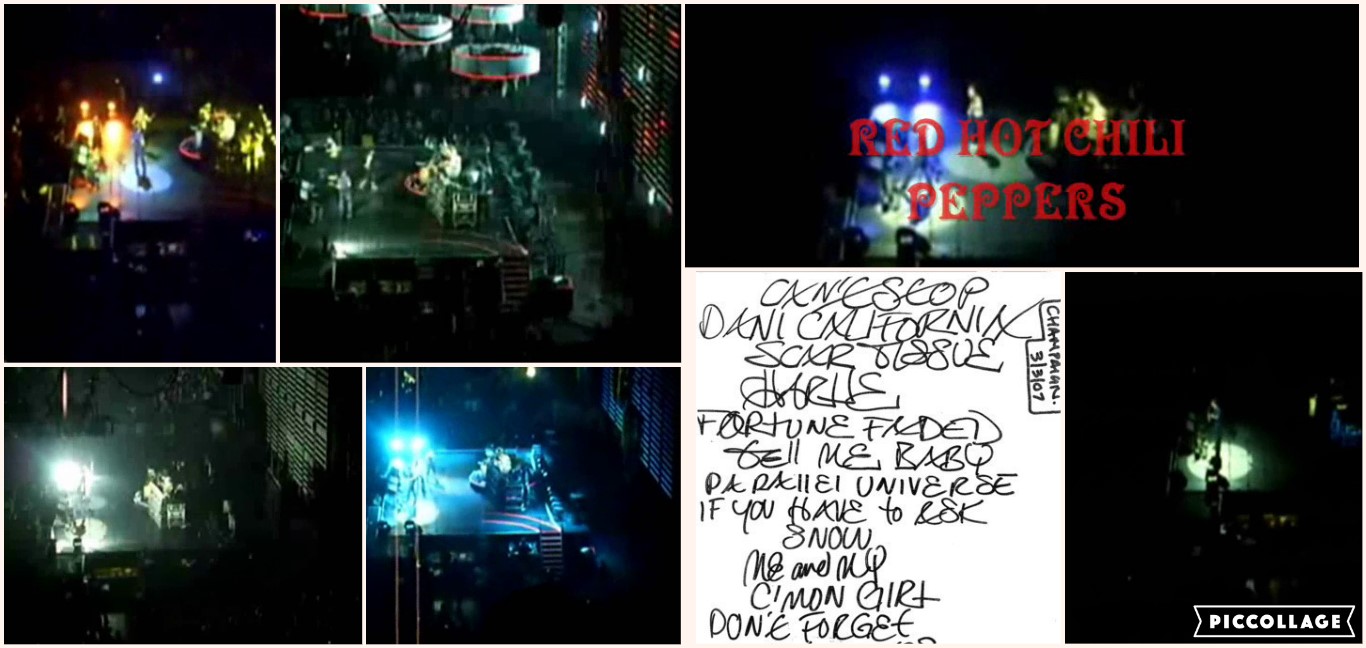 RED HOT CHILI
PEPPERS
CAN'T STOP
DANI CALIFORNIA
SCAR TISSUE
CHARLIE
FORTUNE FADED
TELL ME BABY
PARALLEL UNIVERSE
IF YOU HAVE to ASK
SNOW
ME and MY
C'MON GIRL
DON'T FORGET
CHAMPAIGN.
3/3/07
PICCOLLAGE